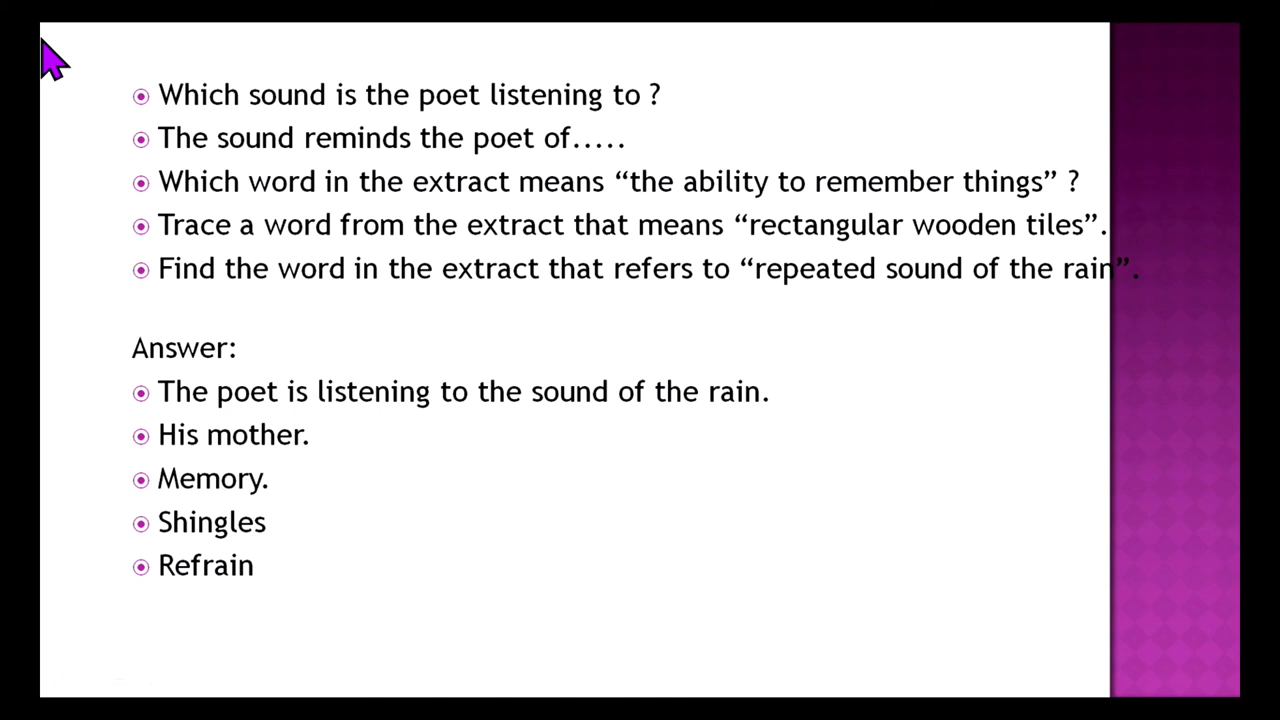 Which sound is the poet listening to ?
The sound reminds the poet of.....
Which word in the extract means “the ability to remember things” ?
Trace a word from the extract that means “rectangular wooden tiles”.
Find the word in the extract that refers to “repeated sound of the rain”.
Answer:
The poet is listening to the sound of the rain.
His mother.
Memory.
Shingles
Refrain